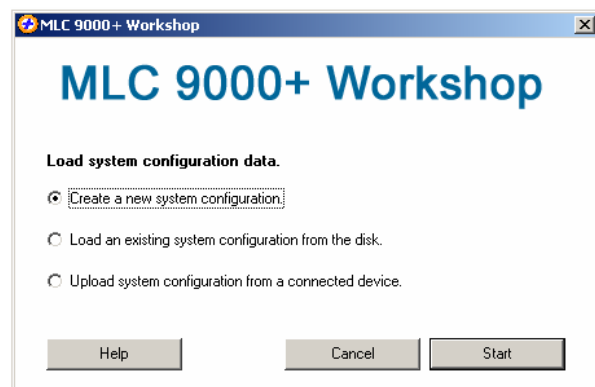 MLC 9000+ Workshop
MLC 9000+ Workshop
Load system configuration data.
Create a new system configuration.
Load an existing system configuration from the disk.
Upload system configuration from a connected device.
Help Cancel Start